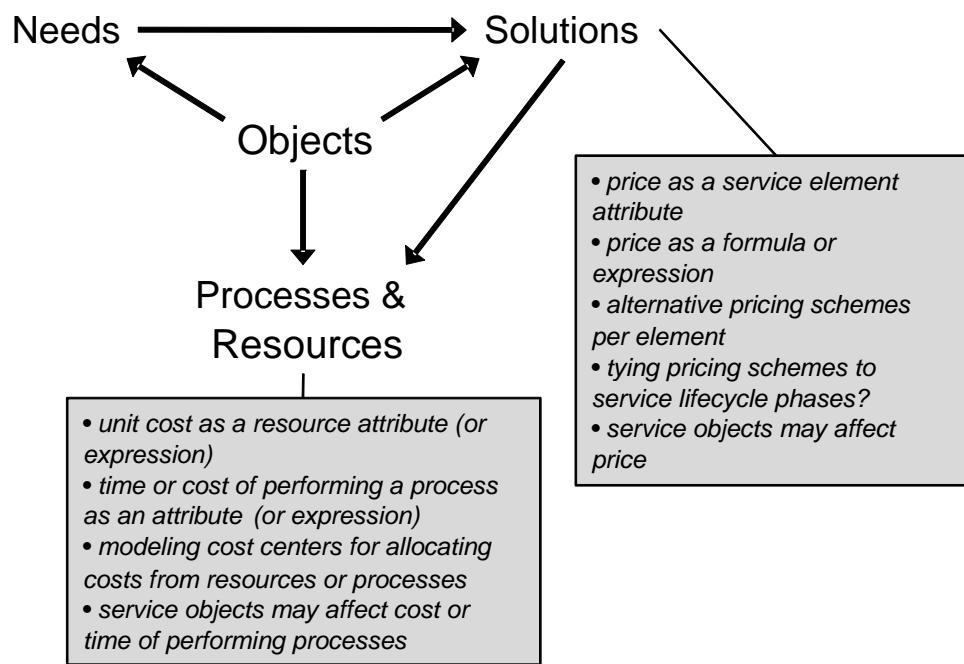 Needs
Solutions
Objects
Processes &
Resources
• price as a service element
attribute
• price as a formula or
expression
• alternative pricing schemes
per element
• tying pricing schemes to
service lifecycle phases?
• service objects may affect
price
• unit cost as a resource attribute (or
expression)
• time or cost of performing a process
as an attribute (or expression)
• modeling cost centers for allocating
costs from resources or processes
• service objects may affect cost or
time of performing processes